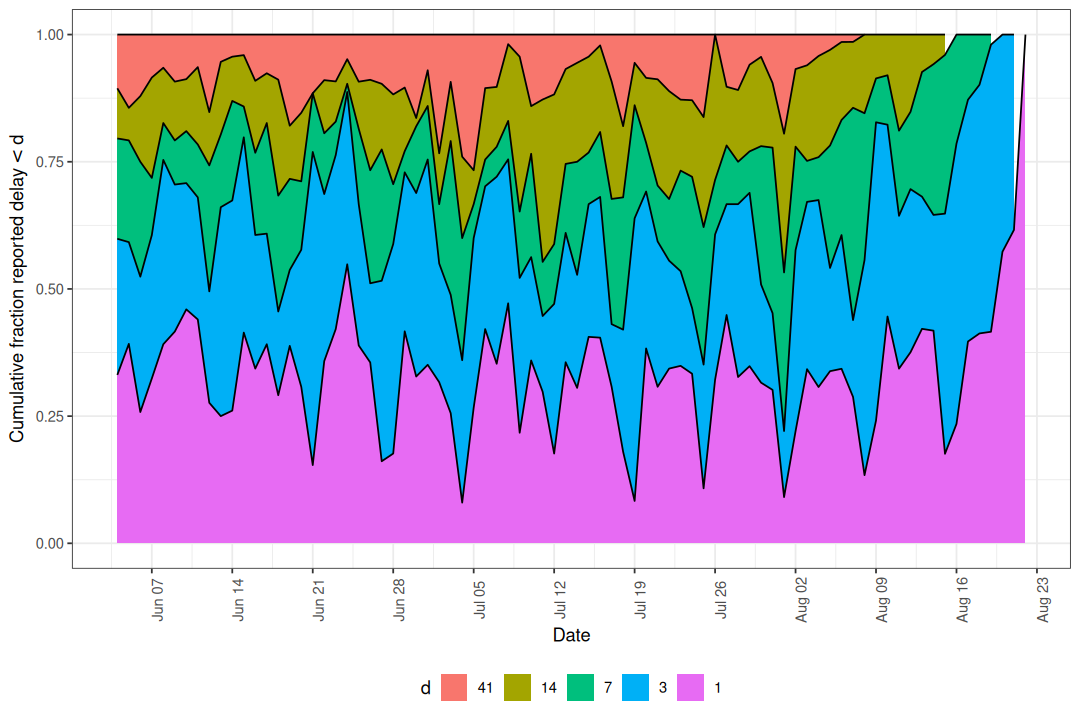 Cumulative fraction reported delay < d
1.00
0.75
0.50
0.25
0.00
Jun 07
Jun 14
Jun 21
Jun 28
Jul 05
Jul 12
Jul 19
Jul 26
Aug 02
Aug 09
Aug 16
Aug 23
Date
d 41 14 7 3 1